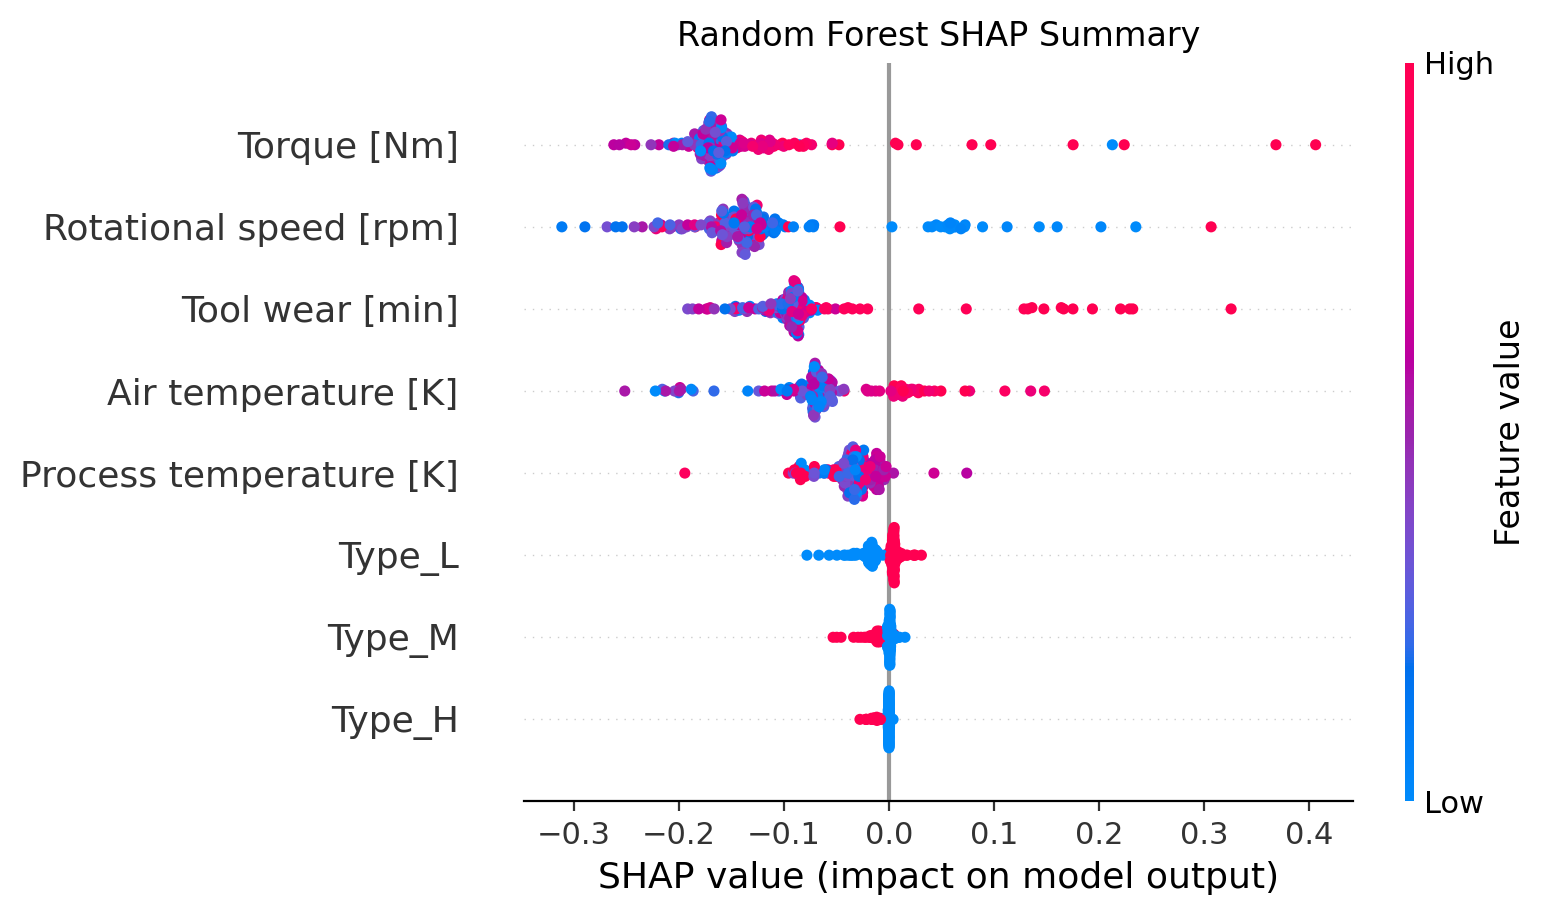 Random Forest SHAP Summary
High
Torque [Nm]
Rotational speed [rpm]
Tool wear [min]
Air temperature [K]
Process temperature [K]
Type_L
Type_M
Type_H
Feature value
Low
−0.3 −0.2 −0.1 0.0 0.1 0.2 0.3 0.4
SHAP value (impact on model output)